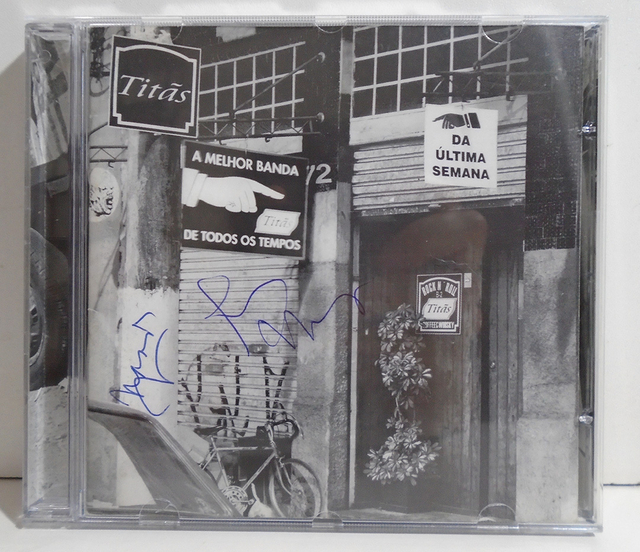 Titãs
A MELHOR BANDA
Titãs
DE TODOS OS TEMPOS
72
DA
ÚLTIMA
SEMANA
ROCK N' ROLL
Titãs